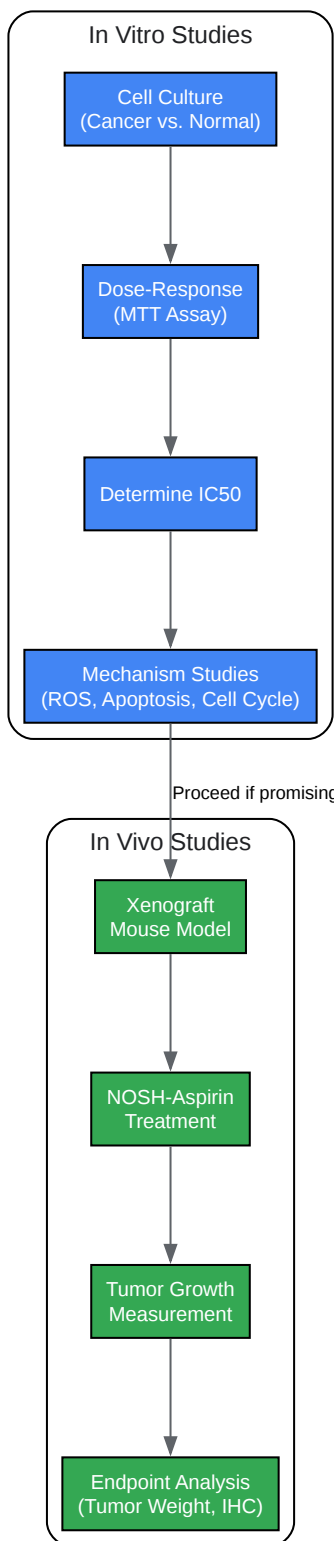 In Vitro Studies
Cell Culture
(Cancer vs. Normal)
Dose-Response
(MTT Assay)
Determine IC50
Mechanism Studies
(ROS, Apoptosis, Cell Cycle)
Proceed if promising
In Vivo Studies
Xenograft
Mouse Model
NOSH-Aspirin
Treatment
Tumor Growth
Measurement
Endpoint Analysis
(Tumor Weight, IHC)